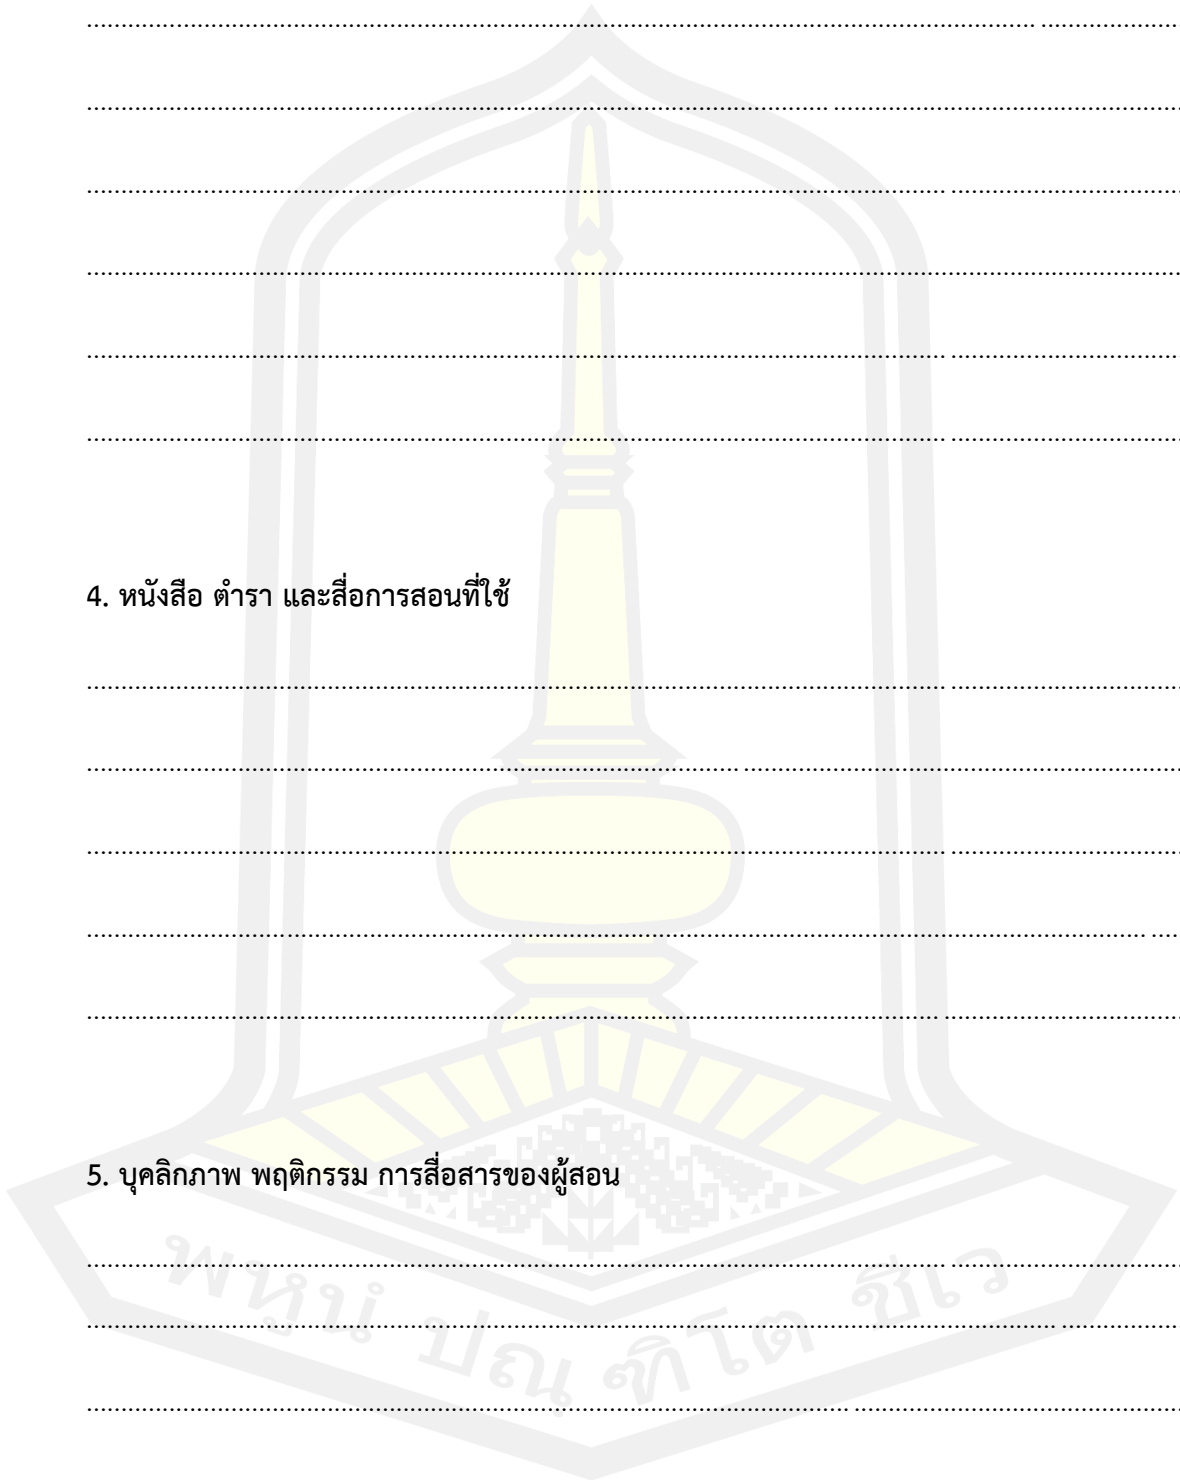 4. หนังสือ ตำรา และสื่อการสอนที่ใช้
5. บุคลิกภาพ พฤติกรรม การสื่อสารของผู้สอน
พหูนํ ปณฺฑิโต ชีเว